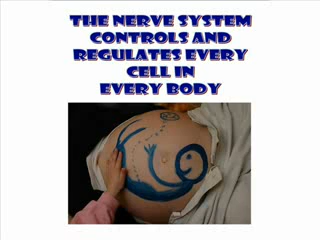 THE NERVE SYSTEM
CONTROLS AND
REGULATES EVERY
CELL IN
EVERY BODY